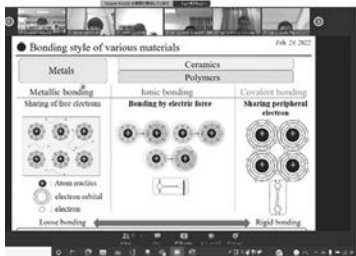 Feb. 24, 2022
Bonding style of various materials
Metals
Ceramics
Polymers
Metallic bonding
Ionic bonding
Covalent bonding
Sharing of free electrons
Bonding by electric force
Sharing peripheral
electron
: Atom nucleus
: electron orbital
: electron
Loose bonding
Rigid bonding